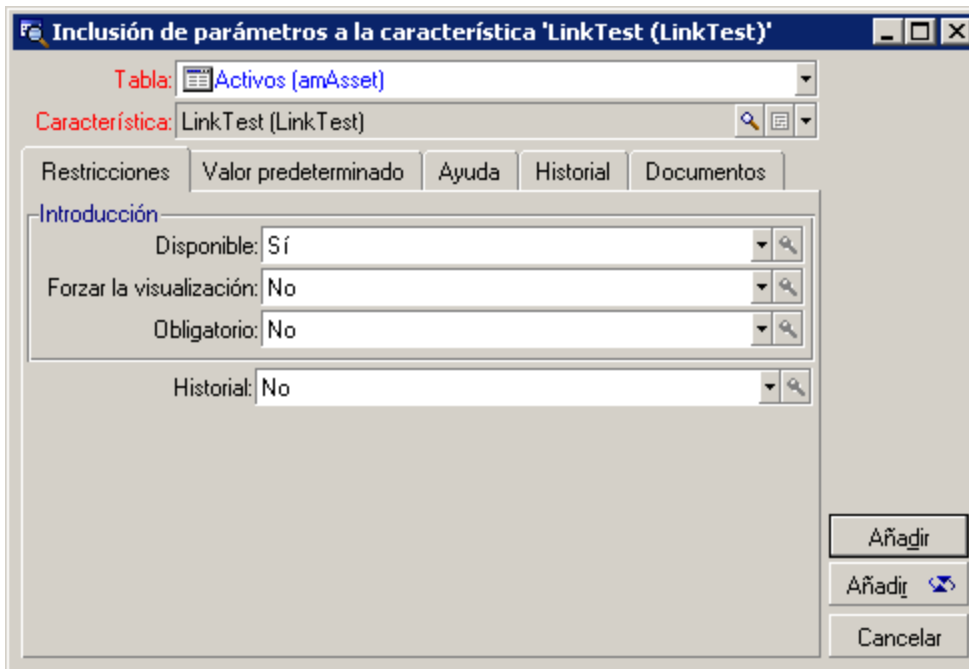 Inclusión de parámetros a la característica 'LinkTest (LinkTest)'
Tabla: Activos (amAsset)
Característica: LinkTest (LinkTest)
Restricciones Valor predeterminado Ayuda Historial Documentos
Introducción
Disponible: Sí
Forzar la visualización: No
Obligatorio: No
Historial: No
Añadir
Añadir
Cancelar